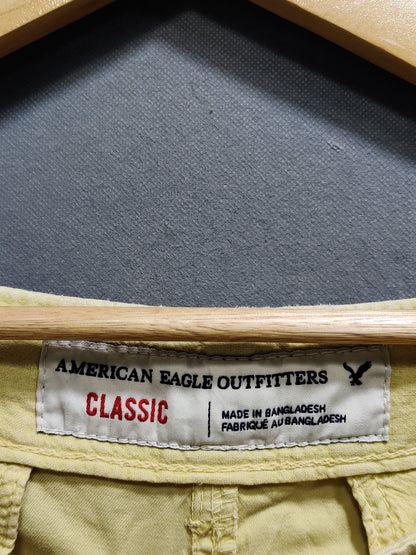 AMERICAN EAGLE OUTFITTERS
CLASSIC
MADE IN BANGLADESH
FABRIQUÉ AU BANGLADESH